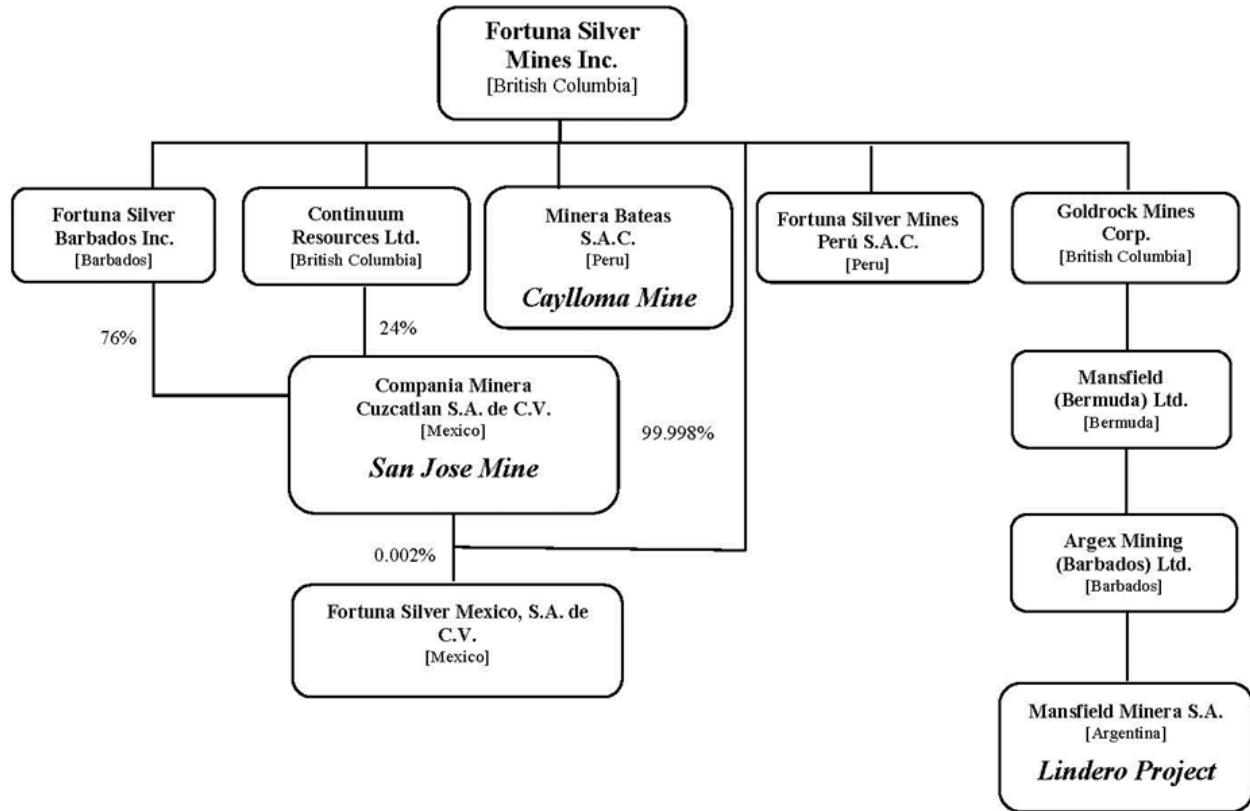 Fortuna Silver
Mines Inc.
[British Columbia]
Fortuna Silver
Barbados Inc.
[Barbados]
Continuum
Resources Ltd.
[British Columbia]
Minera Bateas
S.A.C.
[Peru]
Caylloma Mine
Fortuna Silver Mines
Perú S.A.C.
[Peru]
Goldrock Mines
Corp.
[British Columbia]
76%
24%
Compania Minera
Cuzcatlan S.A. de C.V.
[Mexico]
San Jose Mine
99.998%
Mansfield
(Bermuda) Ltd.
[Bermuda]
0.002%
Argex Mining
(Barbados) Ltd.
[Barbados]
Fortuna Silver Mexico, S.A. de
C.V.
[Mexico]
Mansfield Minera S.A.
[Argentina]
Lindero Project